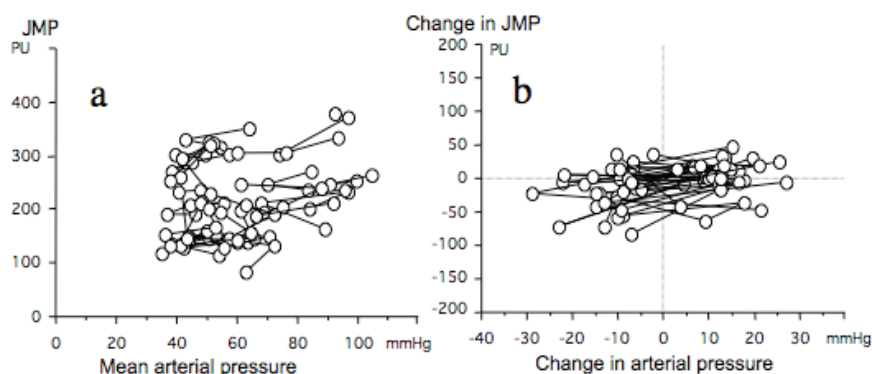 JMP
PU
a
400
300
200
100
0
0 20 40 60 80 100 mmHg
Mean arterial pressure
Change in JMP
200
PU
b
150
100
50
0
-50
-100
-150
-200
-40 -30 -20 -10 0 10 20 30 mmHg
Change in arterial pressure